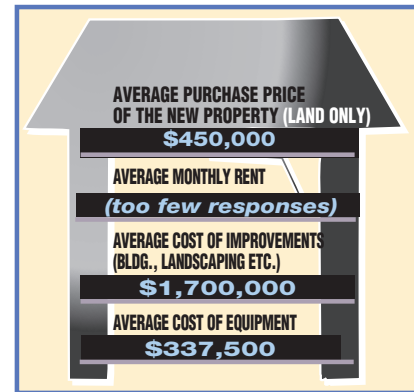 AVERAGE PURCHASE PRICE
OF THE NEW PROPERTY (LAND ONLY)
$450,000
AVERAGE MONTHLY RENT
(too few responses)
AVERAGE COST OF IMPROVEMENTS
(BLDG., LANDSCAPING ETC.)
$1,700,000
AVERAGE COST OF EQUIPMENT
$337,500